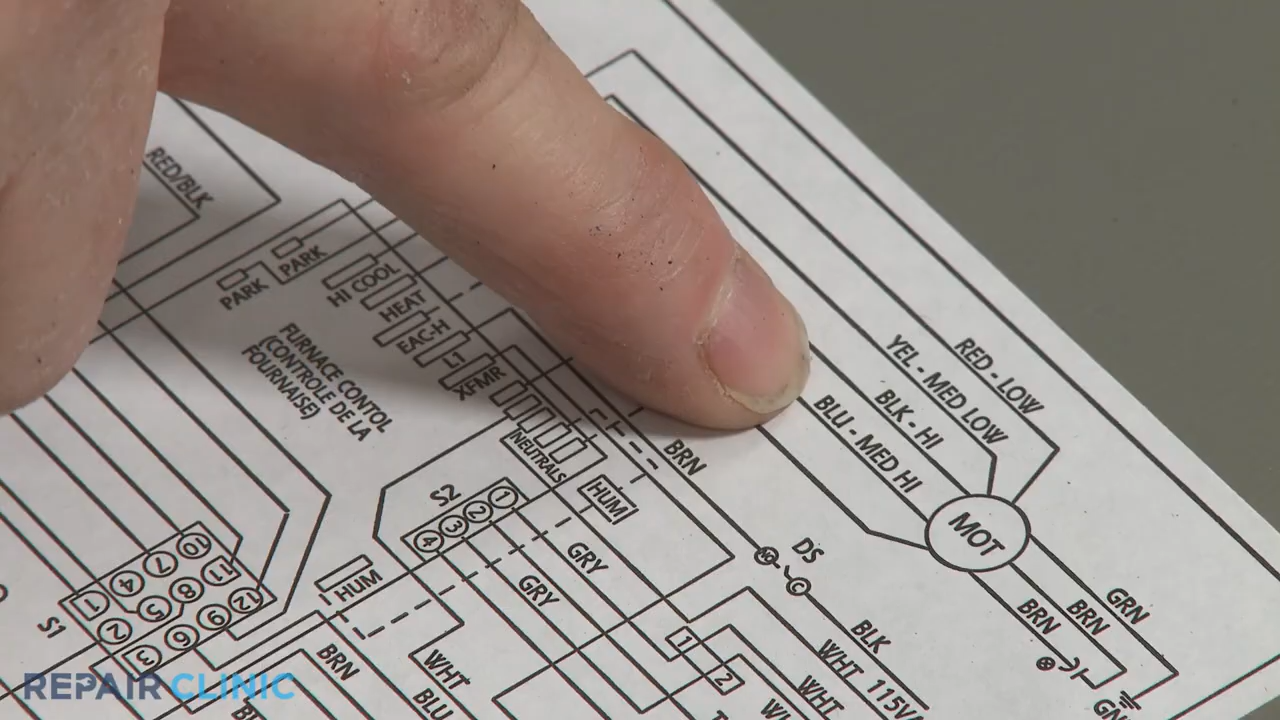 RED/BLK
PARK
PARK
HI COOL
HEAT
EAC-H
L1
XFMR
FURNACE CONTOL
(CONTROLE DE LA
FOURNAISE)
NEUTRALS
HUM
S2
1
2
3
4
BRN
RED - LOW
YEL - MED LOW
BLK - HI
BLU - MED HI
MOT
DS
NO
C
GRY
GRY
HUM
S1
10
7
4
1
11
8
5
2
12
9
6
3
GRN
BRN
BRN
BLK
WHT 115VA
WHT
1
2
WHT
BLU
BRN
REPAIR CLINIC